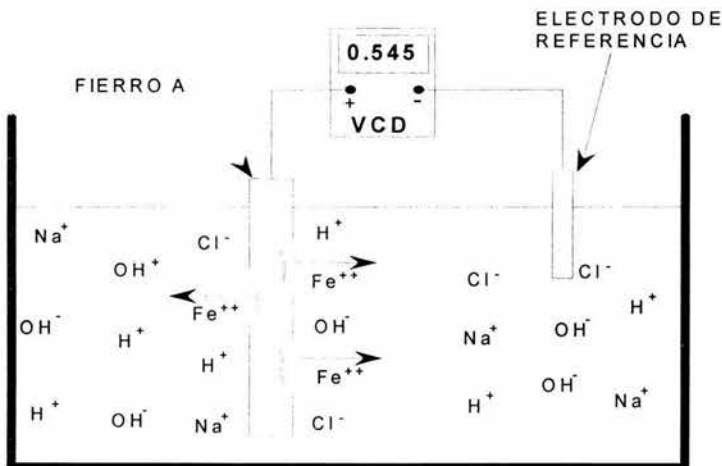 ELECTRODO DE
REFERENCIA
0.545
FIERRO A
+ -
VCD
Na⁺
Cl⁻
H⁺
OH⁺
Fe⁺⁺
Cl⁻
Cl⁻
H⁺
Fe⁺⁺
OH⁻
H⁺
OH⁻
Na⁺
OH⁻
H⁺
Fe⁺⁺
OH⁻
H⁺
OH⁻
Na⁺
Cl⁻
H⁺
Na⁺